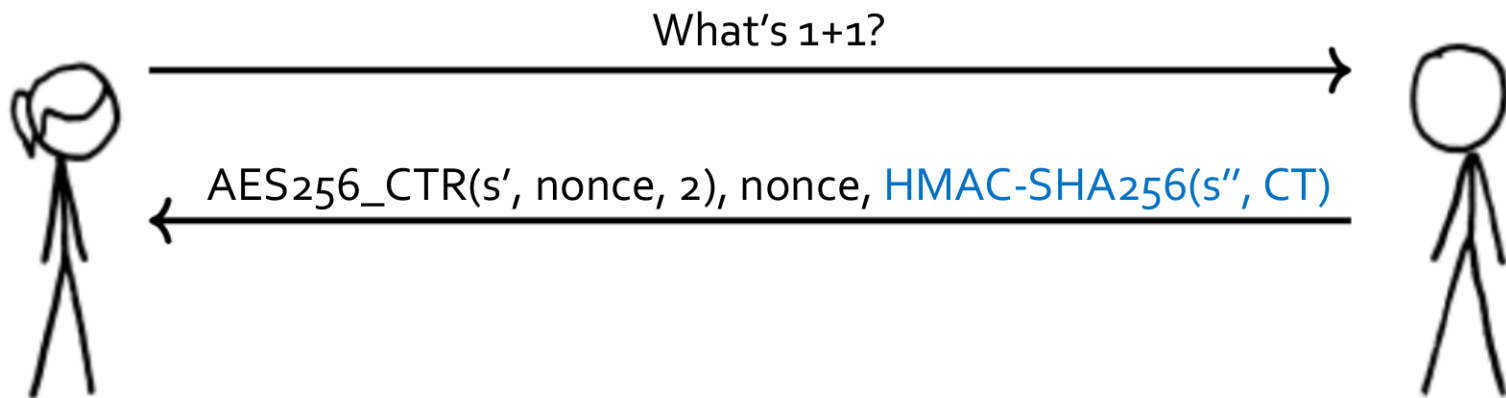 What's 1+1?
AES256_CTR(s′, nonce, 2), nonce, HMAC-SHA256(s″, CT)